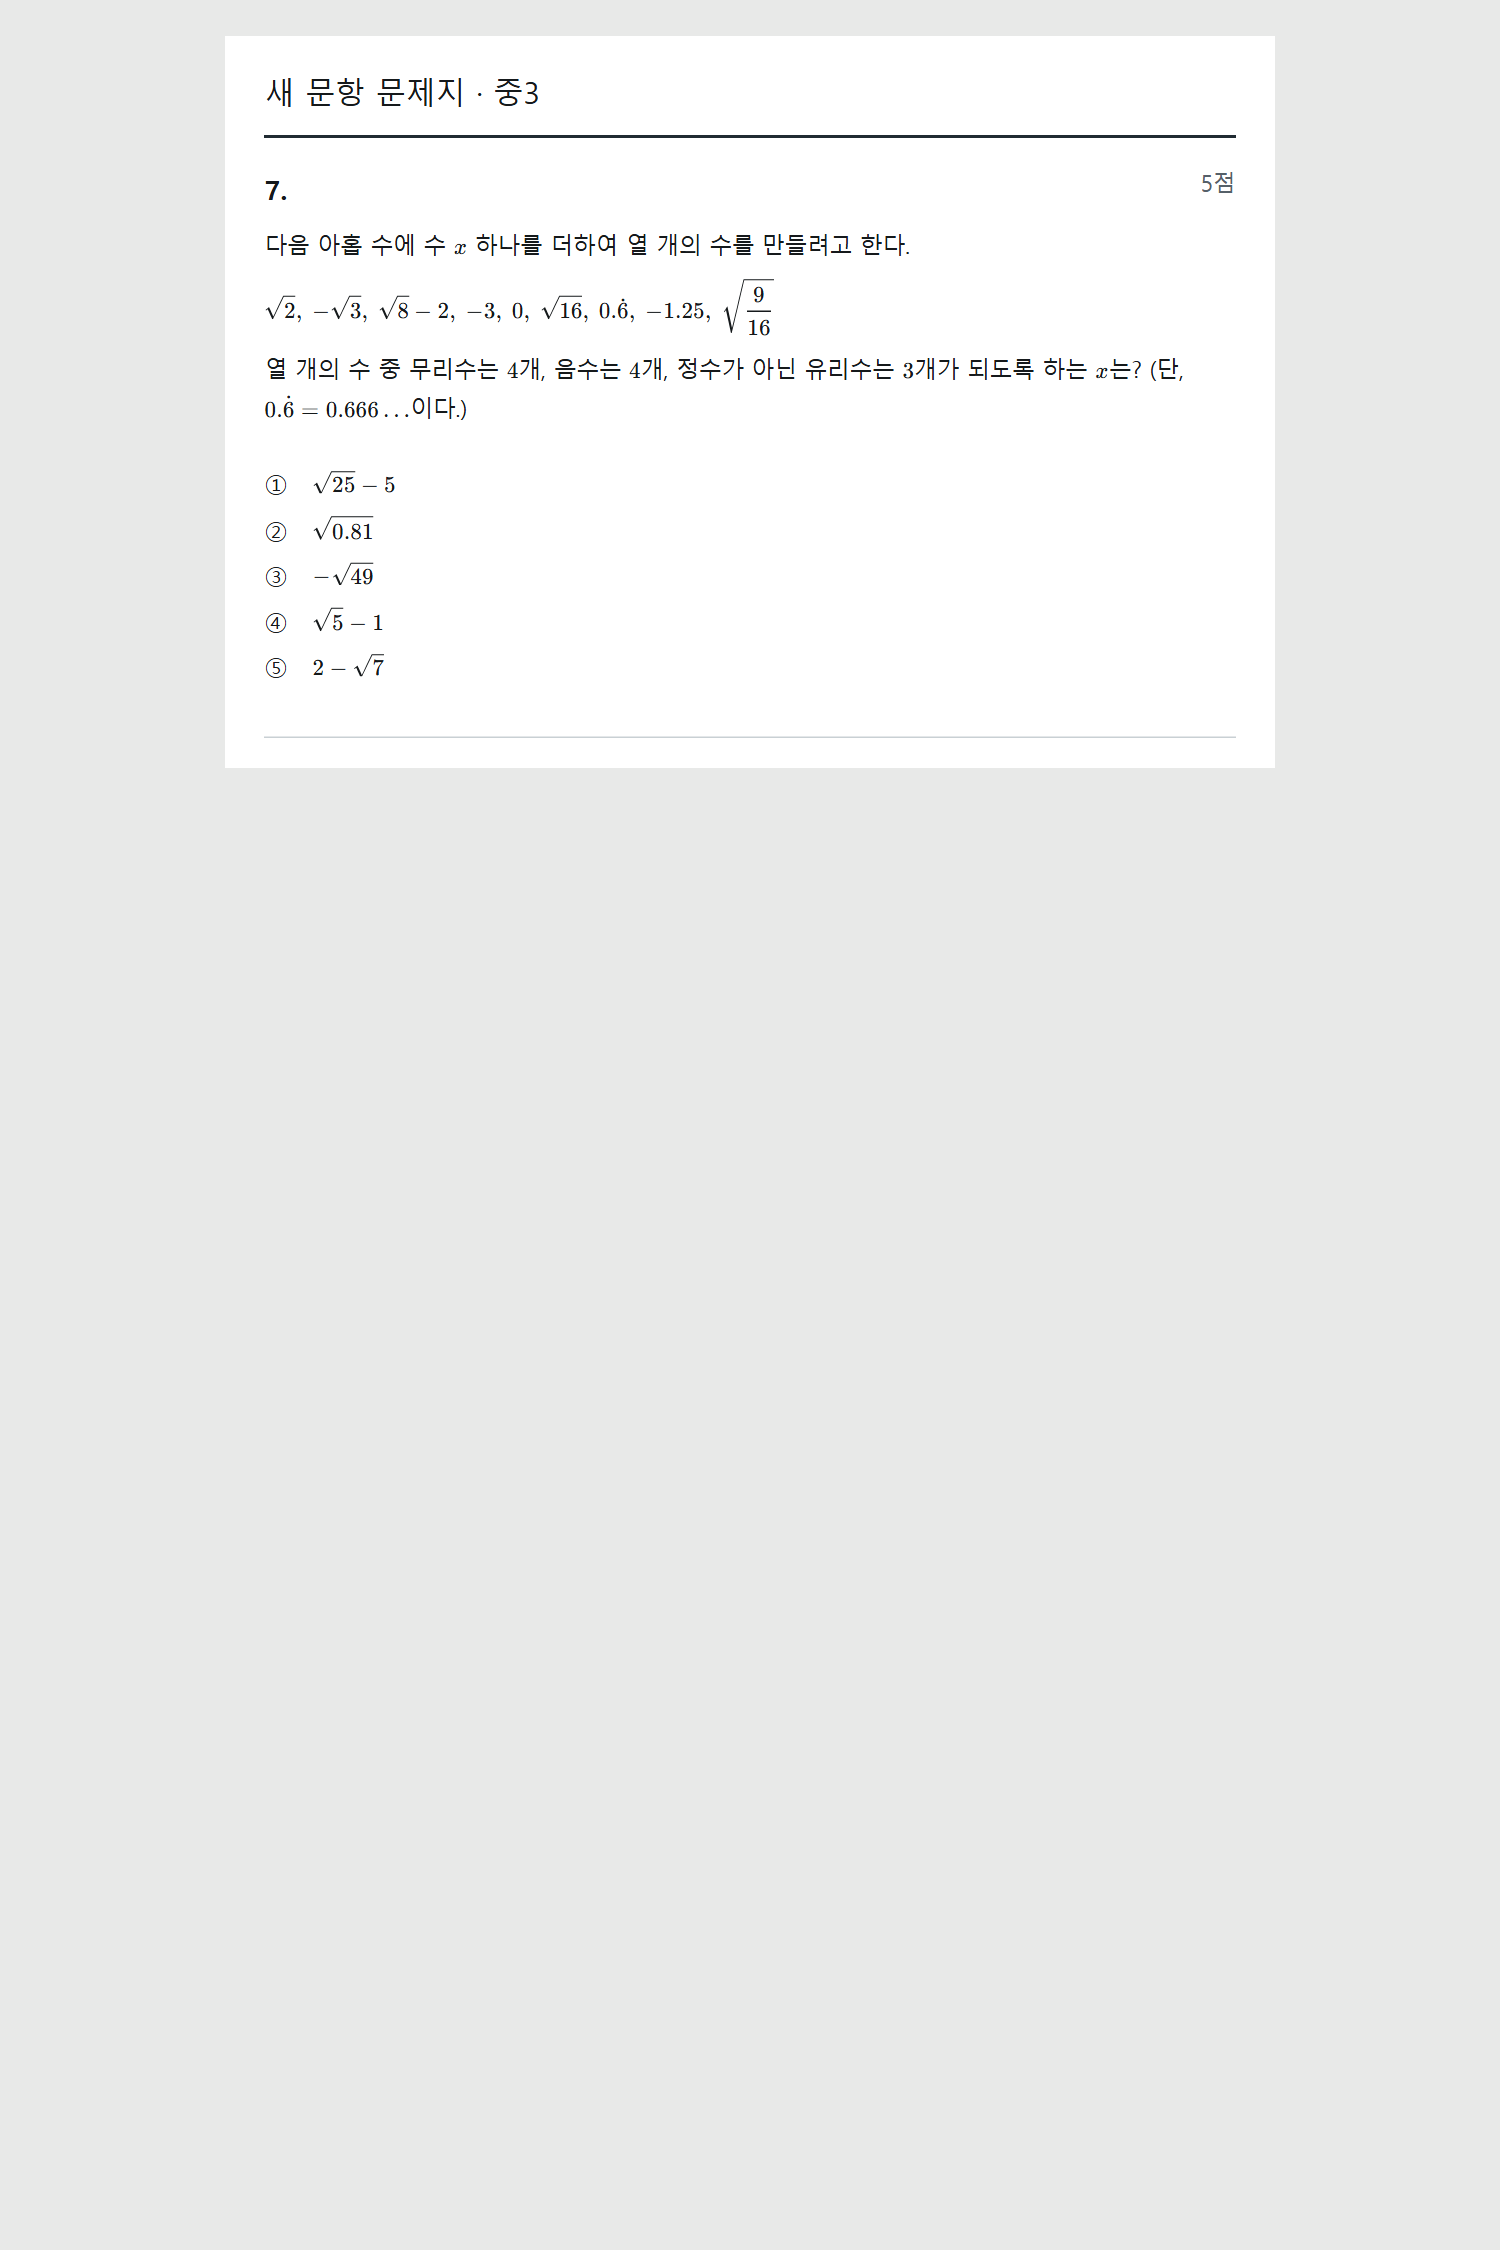 새 문항 문제지 · 중3
7.
5점
다음 아홉 수에 수 x 하나를 더하여 열 개의 수를 만들려고 한다.
√2, −√3, √8 − 2, −3, 0, √16, 0.6̇, −1.25, √(9/16)
열 개의 수 중 무리수는 4개, 음수는 4개, 정수가 아닌 유리수는 3개가 되도록 하는 x는? (단,
0.6̇ = 0.666…이다.)
① √25 − 5
② √0.81
③ −√49
④ √5 − 1
⑤ 2 − √7